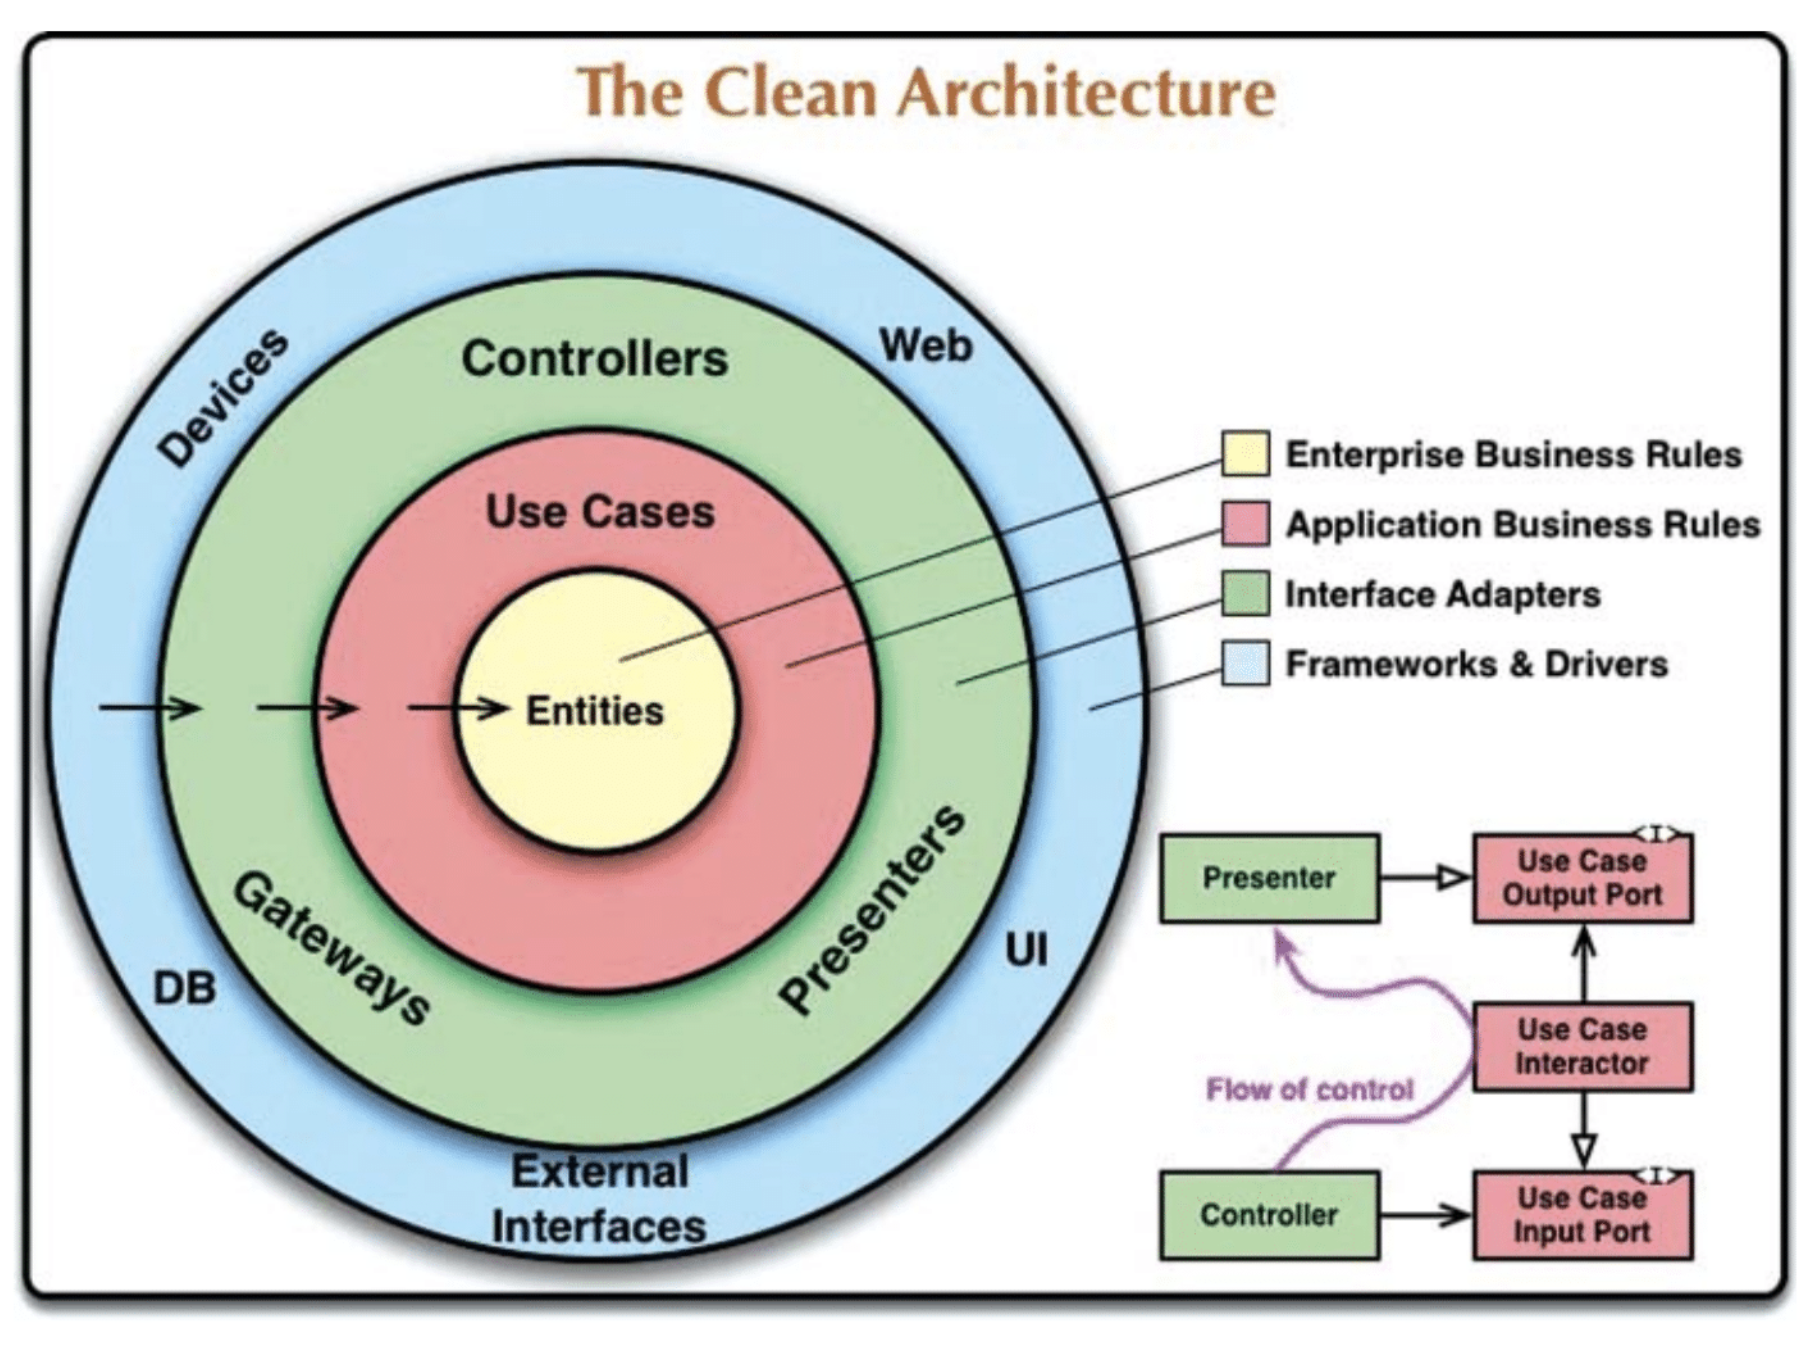 The Clean Architecture
Devices
Web
Controllers
Use Cases
Entities
Gateways
Presenters
DB
UI
External
Interfaces
Enterprise Business Rules
Application Business Rules
Interface Adapters
Frameworks & Drivers
Presenter
<I>
Use Case
Output Port
Use Case
Interactor
Flow of control
Controller
<I>
Use Case
Input Port